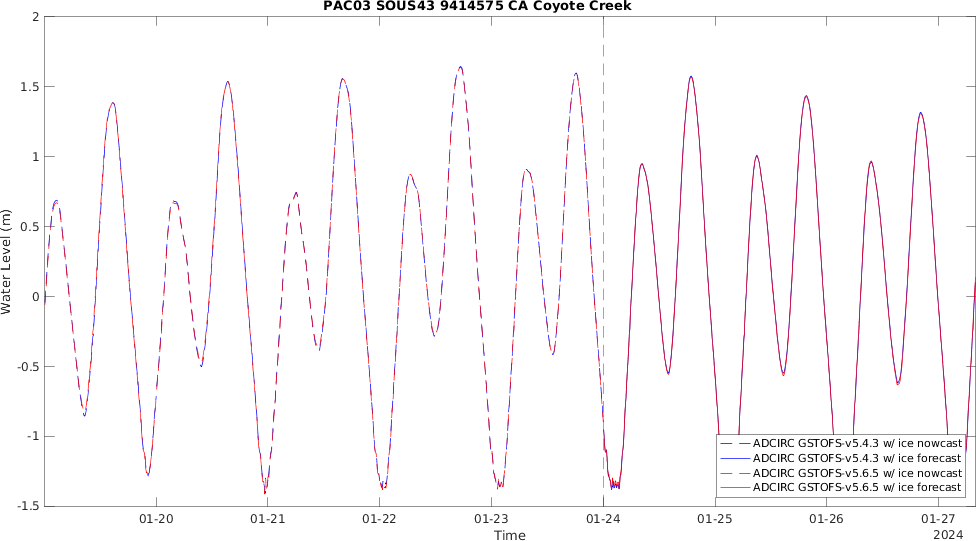 PAC03 SOUS43 9414575 CA Coyote Creek
2
1.5
1
0.5
0
-0.5
-1
-1.5
Water Level (m)
01-20 01-21 01-22 01-23 01-24 01-25 01-26 01-27
Time
2024
ADCIRC GSTOFS-v5.4.3 w/ ice nowcast
ADCIRC GSTOFS-v5.4.3 w/ ice forecast
ADCIRC GSTOFS-v5.6.5 w/ ice nowcast
ADCIRC GSTOFS-v5.6.5 w/ ice forecast